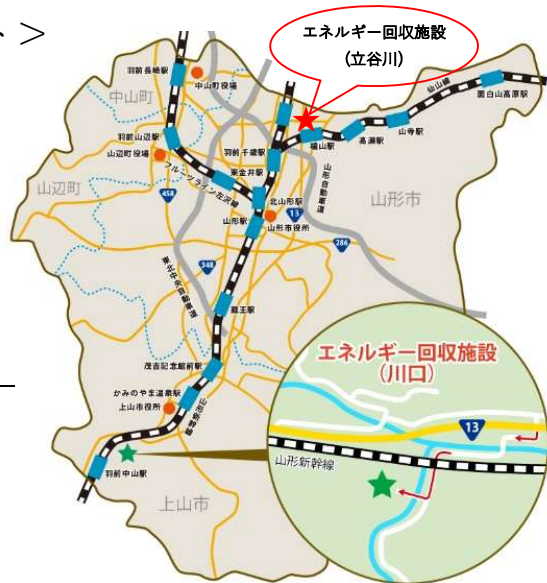 ト＞
エネルギー回収施設
（立谷川）
羽前長崎駅
中山町役場
中山町
仙山線
面白山高原駅
羽前山辺駅
山辺町役場
羽前千歳駅
楯山駅
高瀬駅
山寺駅
東金井駅
山形自動車道
フルーツライン左沢線
山辺町
458
北山形駅
13
山形市
山形駅
山形市役所
286
348
東北中央自動車道
蔵王駅
茂吉記念館前駅
かみのやま温泉駅
上山市役所
山形新幹線
羽前中山駅
上山市
エネルギー回収施設
（川口）
13
山形新幹線